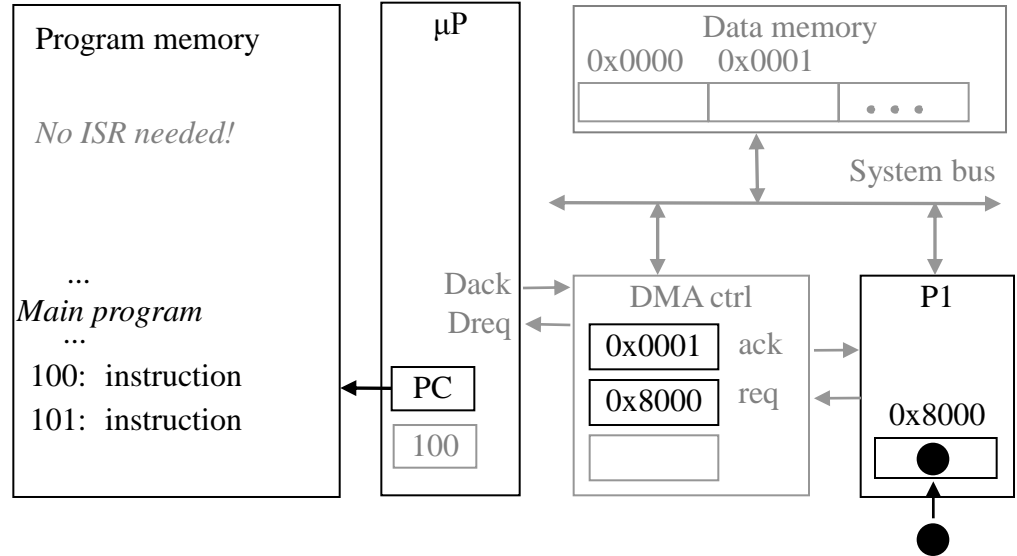 Program memory
No ISR needed!
...
Main program
...
100: instruction
101: instruction
μP
Dack
Dreq
PC
100
Data memory
0x0000 0x0001
...
System bus
DMA ctrl
0x0001
ack
0x8000
req
P1
0x8000